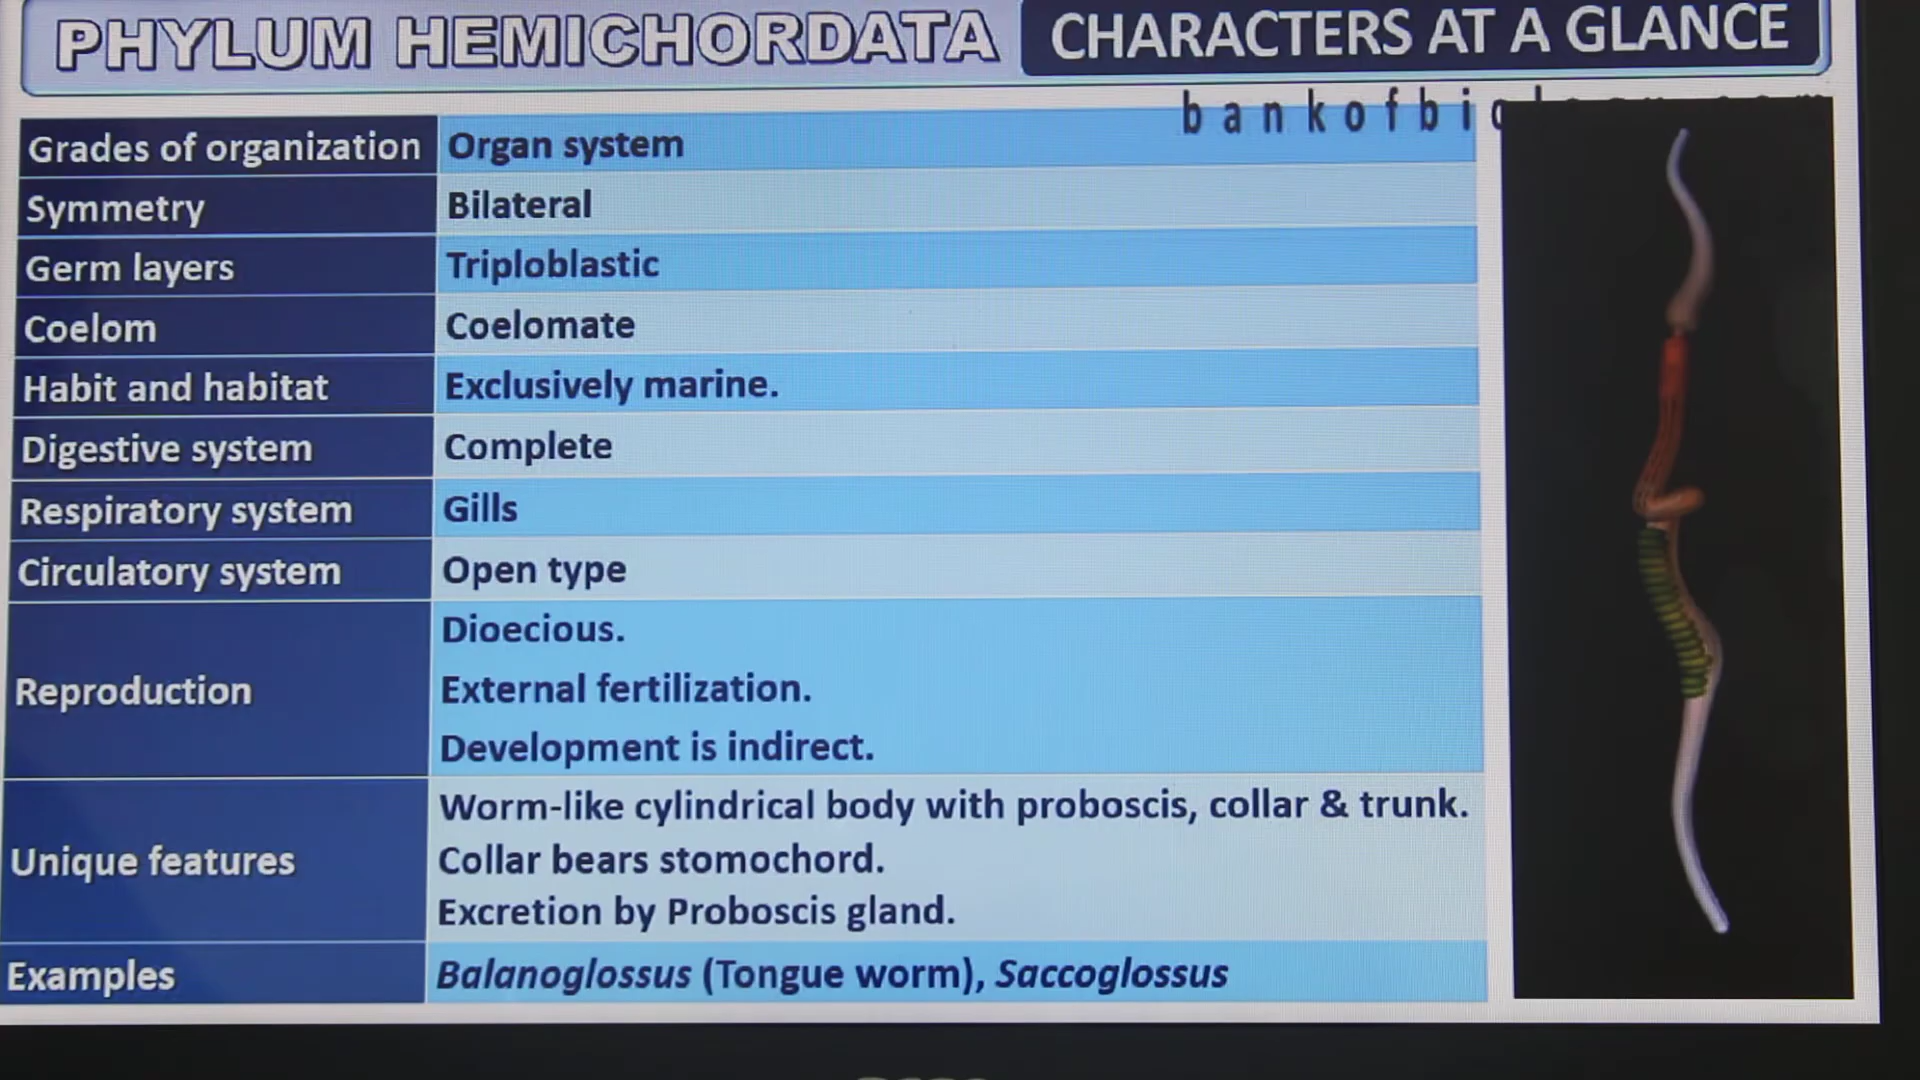 PHYLUM HEMICHORDATA CHARACTERS AT A GLANCE
bankofbio
Grades of organization Organ system
Symmetry Bilateral
Germ layers Triploblastic
Coelom Coelomate
Habit and habitat Exclusively marine.
Digestive system Complete
Respiratory system Gills
Circulatory system Open type
Reproduction Dioecious.
External fertilization.
Development is indirect.
Unique features Worm-like cylindrical body with proboscis, collar & trunk.
Collar bears stomochord.
Excretion by Proboscis gland.
Examples Balanoglossus (Tongue worm), Saccoglossus